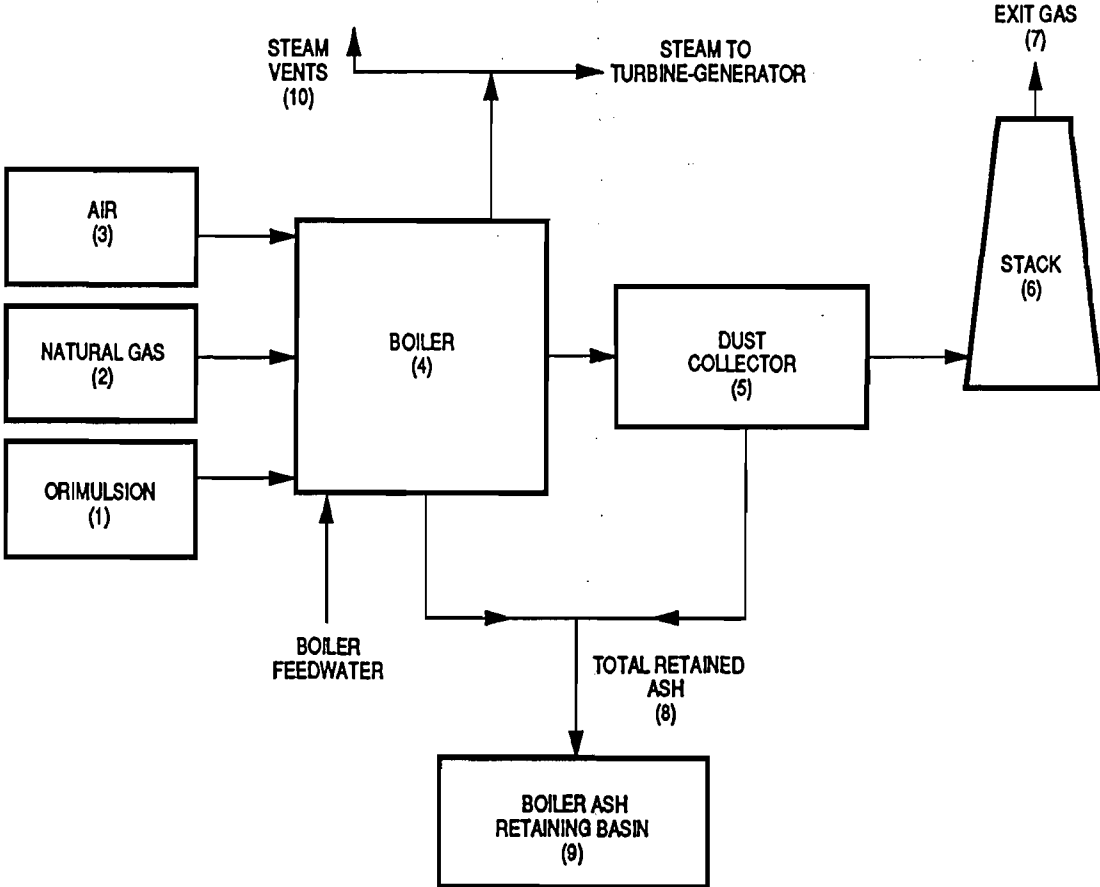 EXIT GAS
(7)
STEAM
VENTS
(10)
STEAM TO
TURBINE-GENERATOR
AIR
(3)
STACK
(6)
NATURAL GAS
(2)
BOILER
(4)
DUST
COLLECTOR
(5)
ORIMULSION
(1)
BOILER
FEEDWATER
TOTAL RETAINED
ASH
(8)
BOILER ASH
RETAINING BASIN
(9)